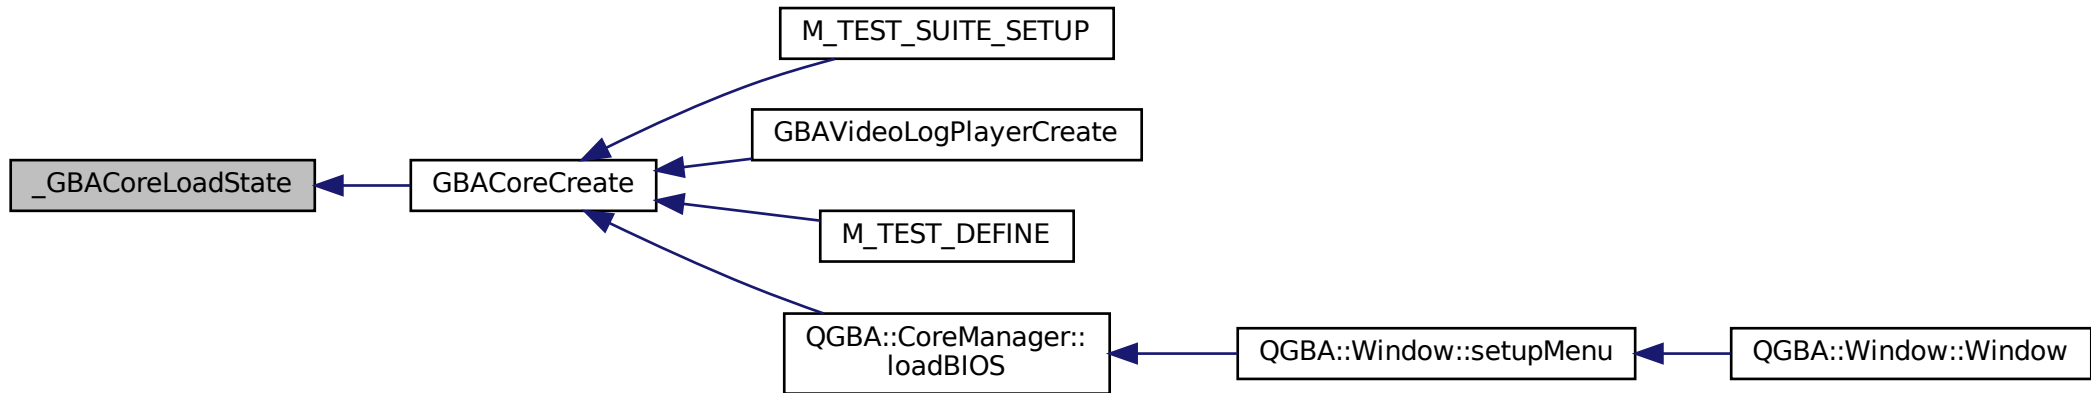 M_TEST_SUITE_SETUP
GBAVideoLogPlayerCreate
_GBACoreLoadState
GBACoreCreate
M_TEST_DEFINE
QGBA::CoreManager::
loadBIOS
QGBA::Window::setupMenu
QGBA::Window::Window